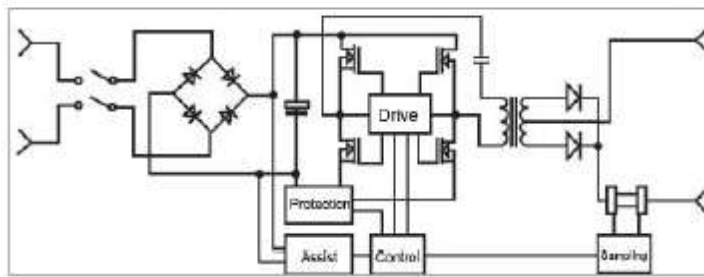 Drive
Protection
Assist
Control
Sampling